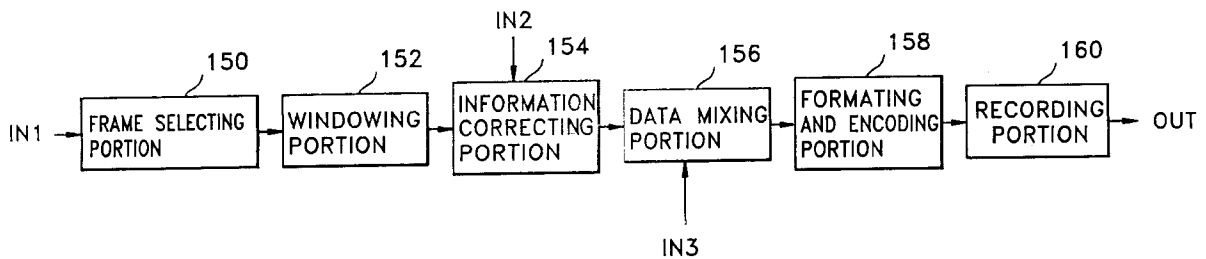 IN2
150
152
154
156
158
160
IN1
FRAME SELECTING
PORTION
WINDOWING
PORTION
INFORMATION
CORRECTING
PORTION
DATA MIXING
PORTION
FORMATING
AND ENCODING
PORTION
RECORDING
PORTION
OUT
IN3